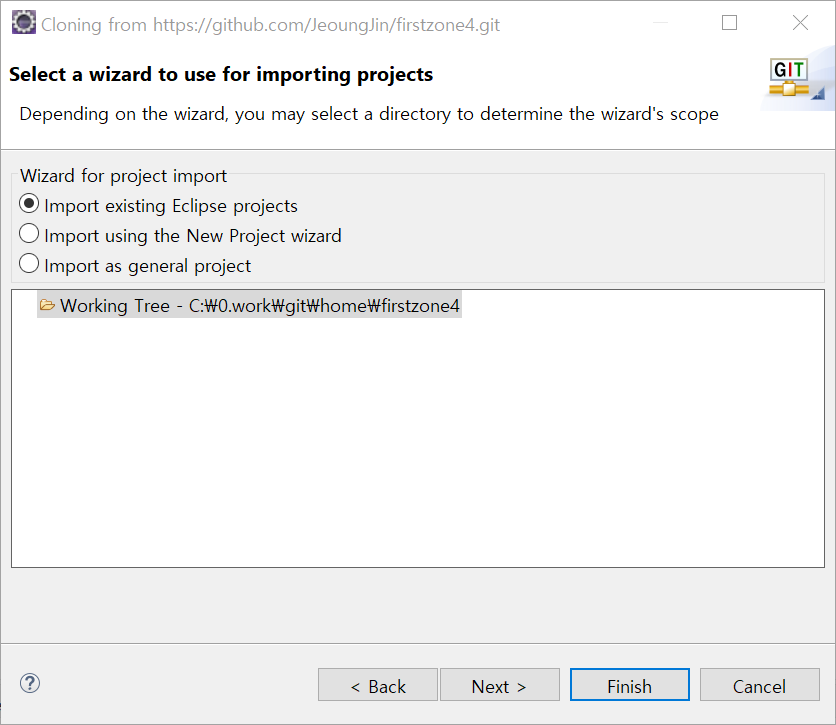 Cloning from https://github.com/JeoungJin/firstzone4.git
Select a wizard to use for importing projects
GIT
Depending on the wizard, you may select a directory to determine the wizard's scope
Wizard for project import
Import existing Eclipse projects
Import using the New Project wizard
Import as general project
Working Tree - C:₩0.work₩git₩home₩firstzone4
?
< Back
Next >
Finish
Cancel